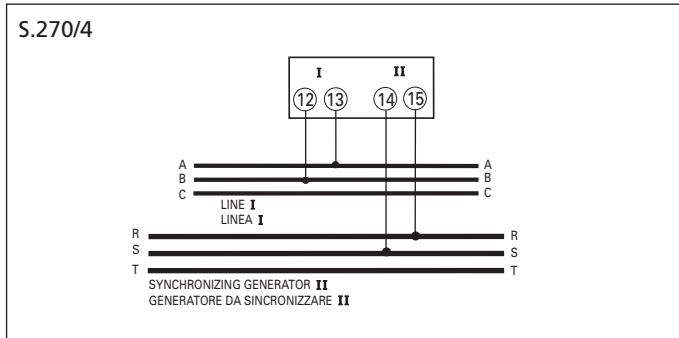 S.270/4
I II
12 13 14 15
A A
B B
C C
LINE I
LINEA I
R R
S S
T T
SYNCHRONIZING GENERATOR II
GENERATORE DA SINCRONIZZARE II